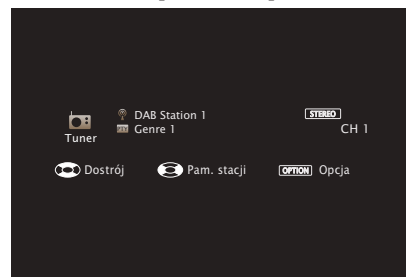 DAB Station 1
STEREO
Genre 1
CH 1
Tuner
Dostrój
Pam. stacji
OPTION Opcja